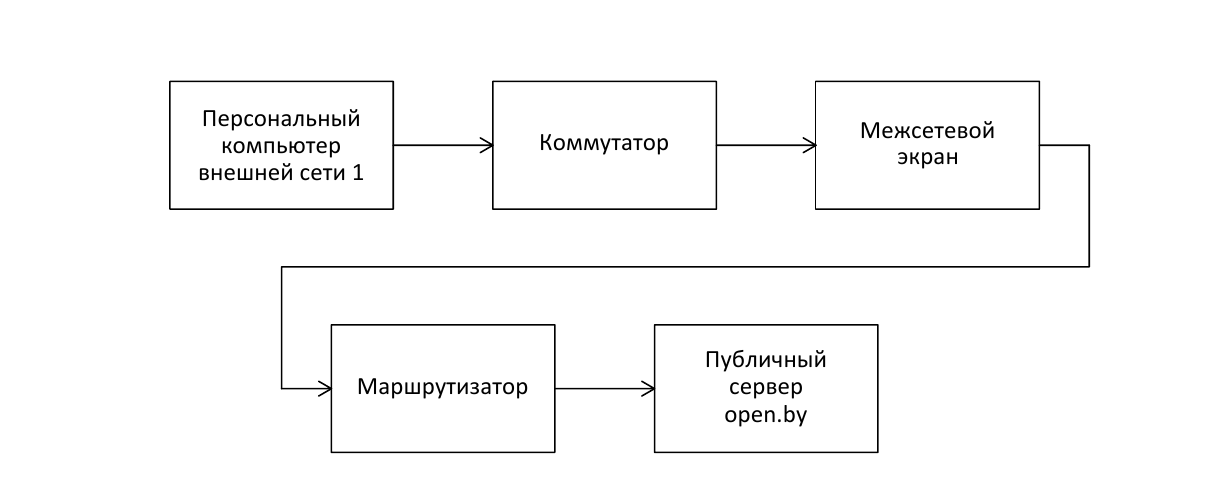 Персональный
компьютер
внешней сети 1
Коммутатор
Межсетевой
экран
Маршрутизатор
Публичный
сервер
open.by